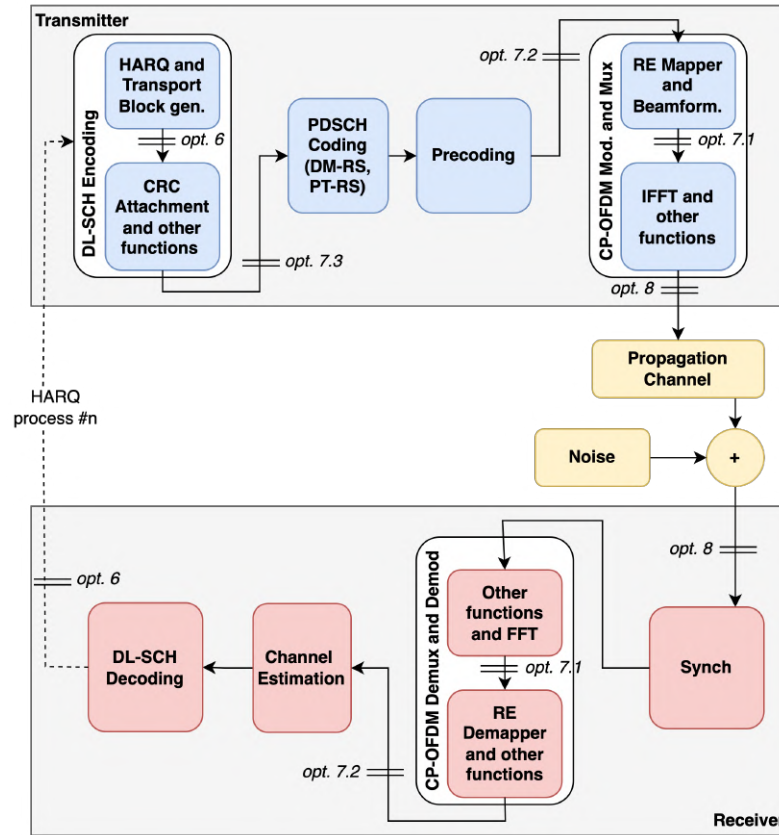 Transmitter
DL-SCH Encoding
HARQ and
Transport
Block gen.
opt. 6
CRC
Attachment
and other
functions
opt. 7.3
PDSCH
Coding
(DM-RS,
PT-RS)
Precoding
opt. 7.2
CP-OFDM Mod. and Mux
RE Mapper
and
Beamform.
opt. 7.1
IFFT and
other
functions
opt. 8
Propagation
Channel
Noise
+
HARQ
process #n
opt. 8
Synch
CP-OFDM Demux and Demod
Other
functions
and FFT
opt. 7.1
RE
Demapper
and other
functions
opt. 7.2
Channel
Estimation
DL-SCH
Decoding
opt. 6
Receiver